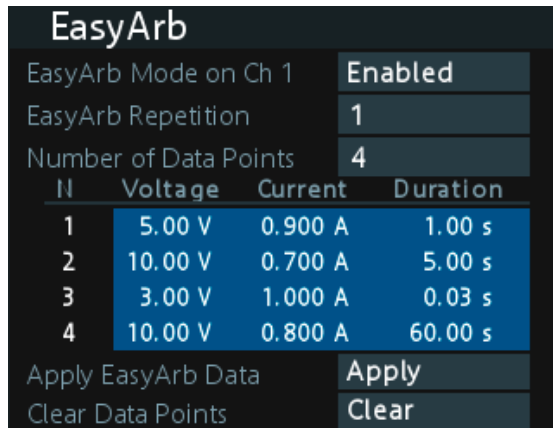 EasyArb
EasyArb Mode on Ch 1 Enabled
EasyArb Repetition 1
Number of Data Points 4
N Voltage Current Duration
1 5.00 V 0.900 A 1.00 s
2 10.00 V 0.700 A 5.00 s
3 3.00 V 1.000 A 0.03 s
4 10.00 V 0.800 A 60.00 s
Apply EasyArb Data Apply
Clear Data Points Clear